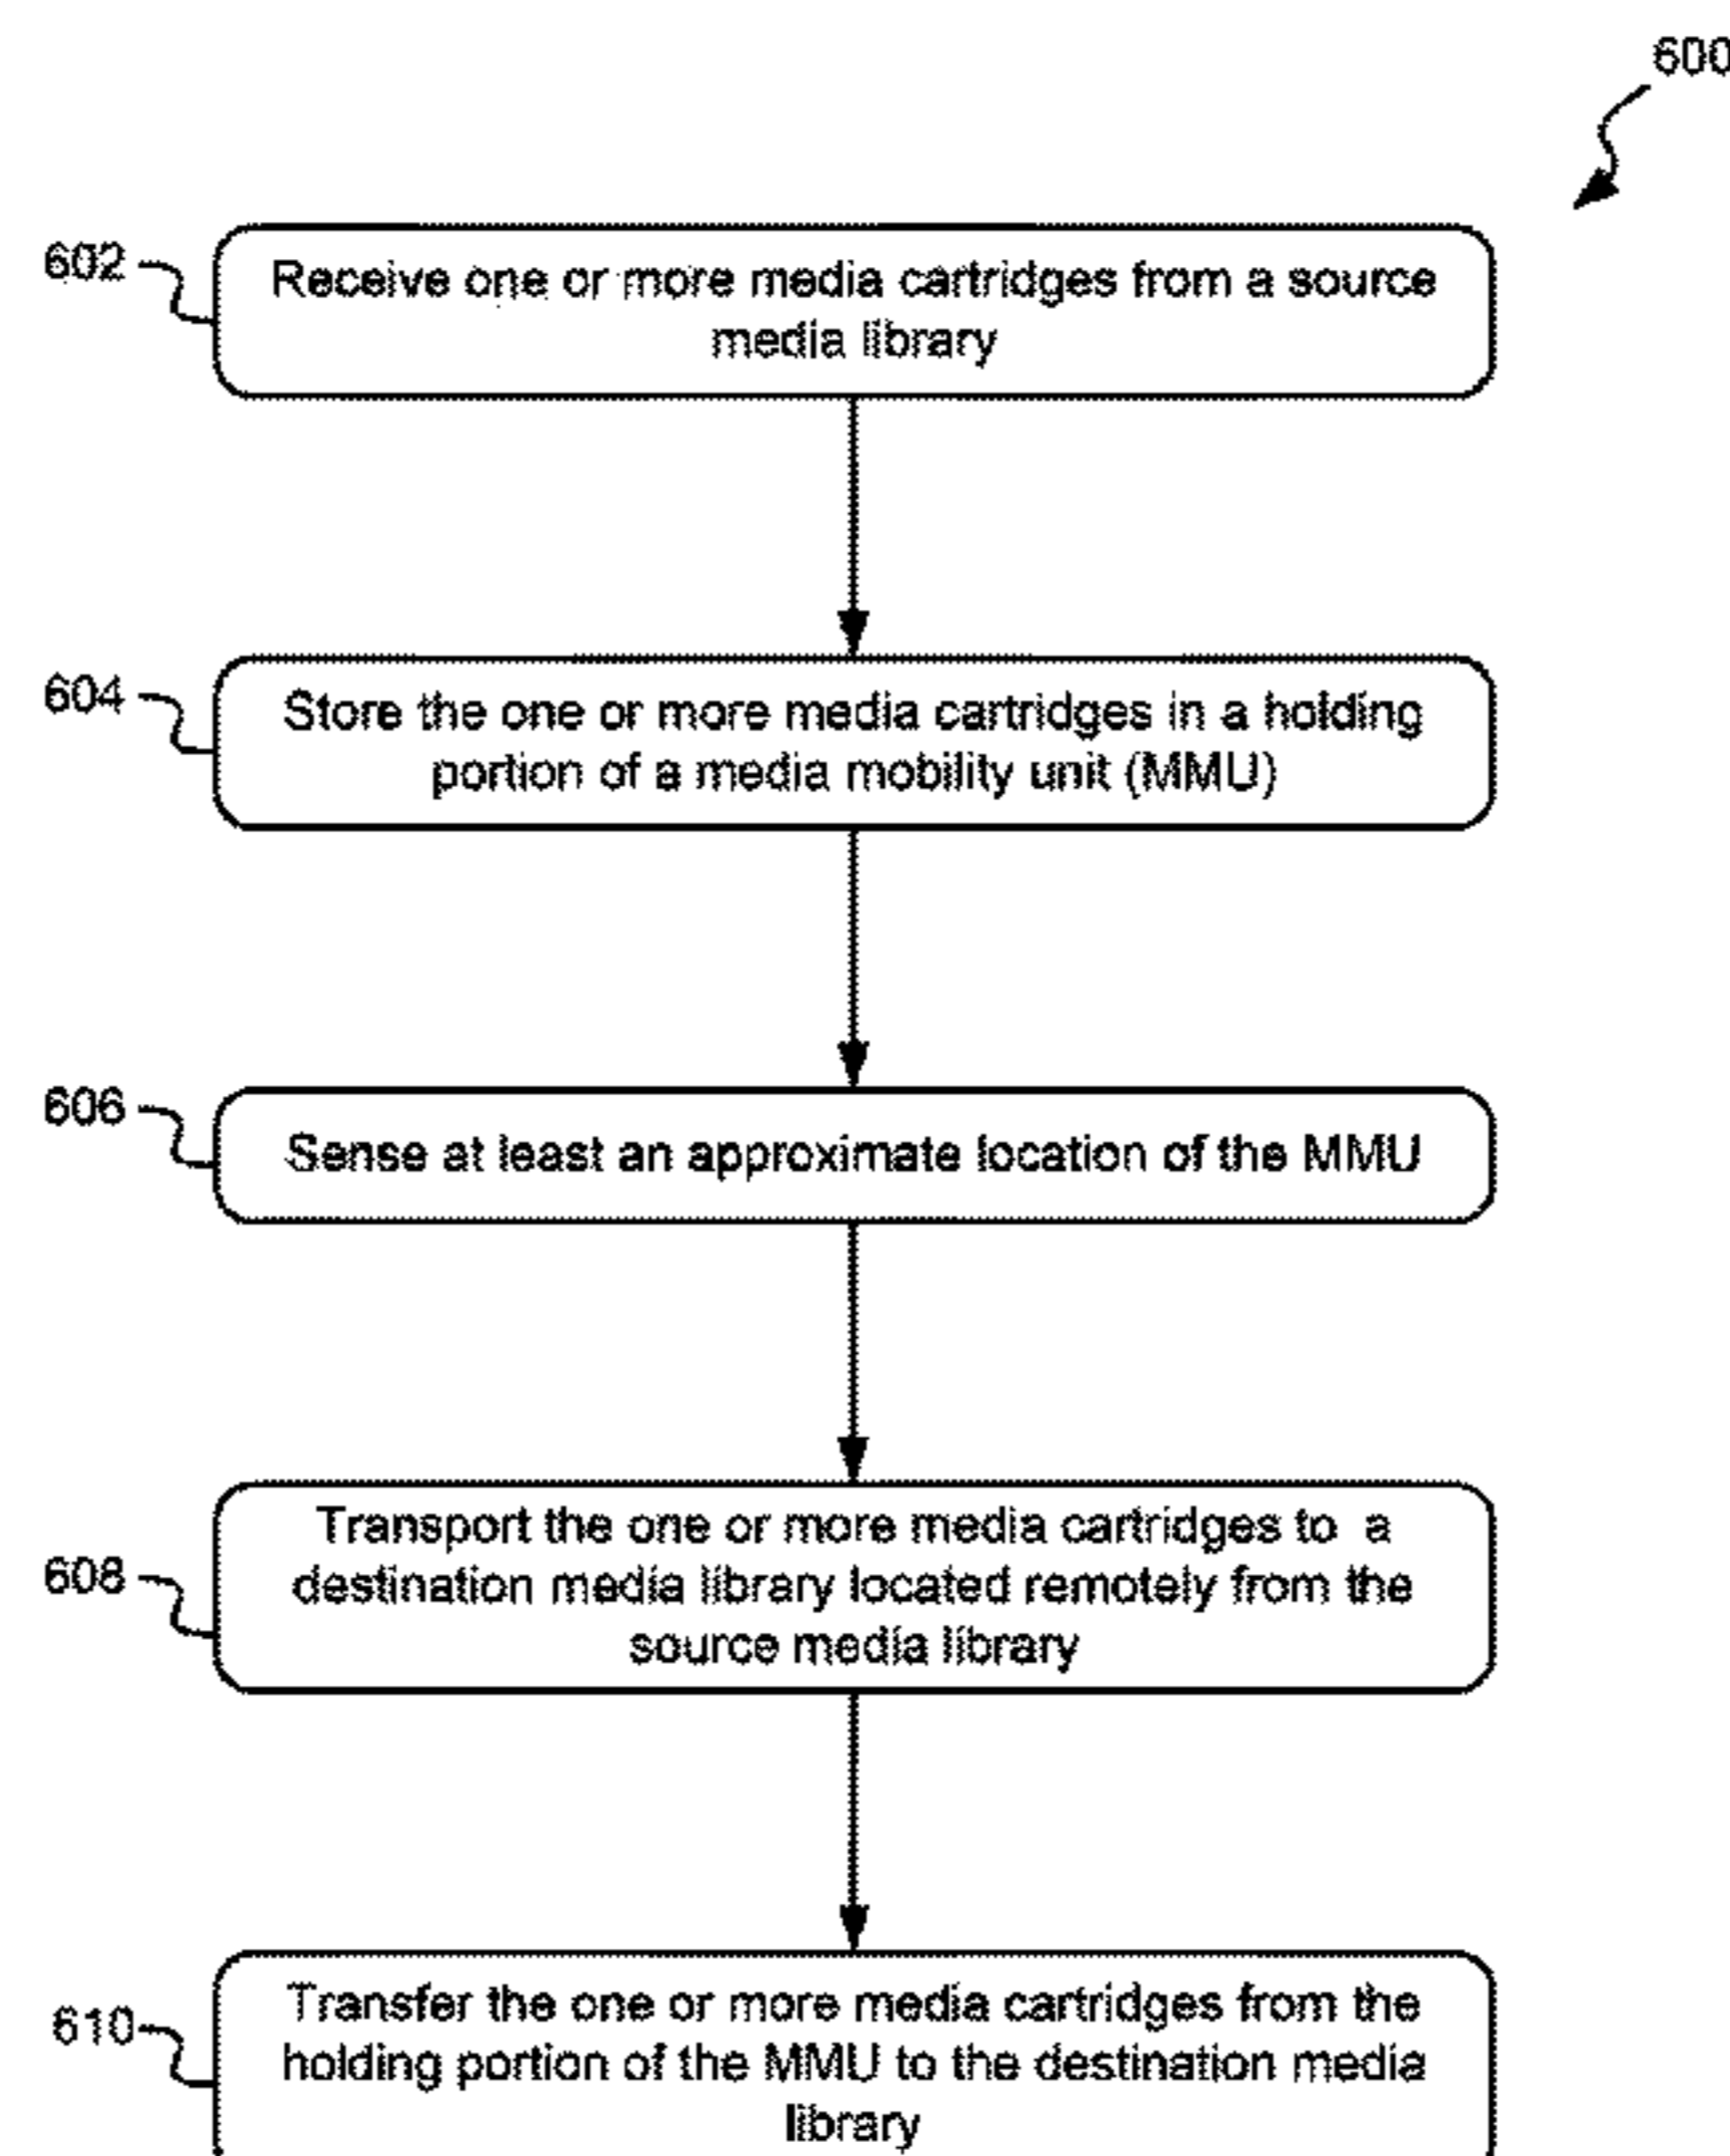 600
602
Receive one or more media cartridges from a source
media library
604
Store the one or more media cartridges in a holding
portion of a media mobility unit (MMU)
606
Sense at least an approximate location of the MMU
608
Transport the one or more media cartridges to a
destination media library located remotely from the
source media library
610
Transfer the one or more media cartridges from the
holding portion of the MMU to the destination media
library